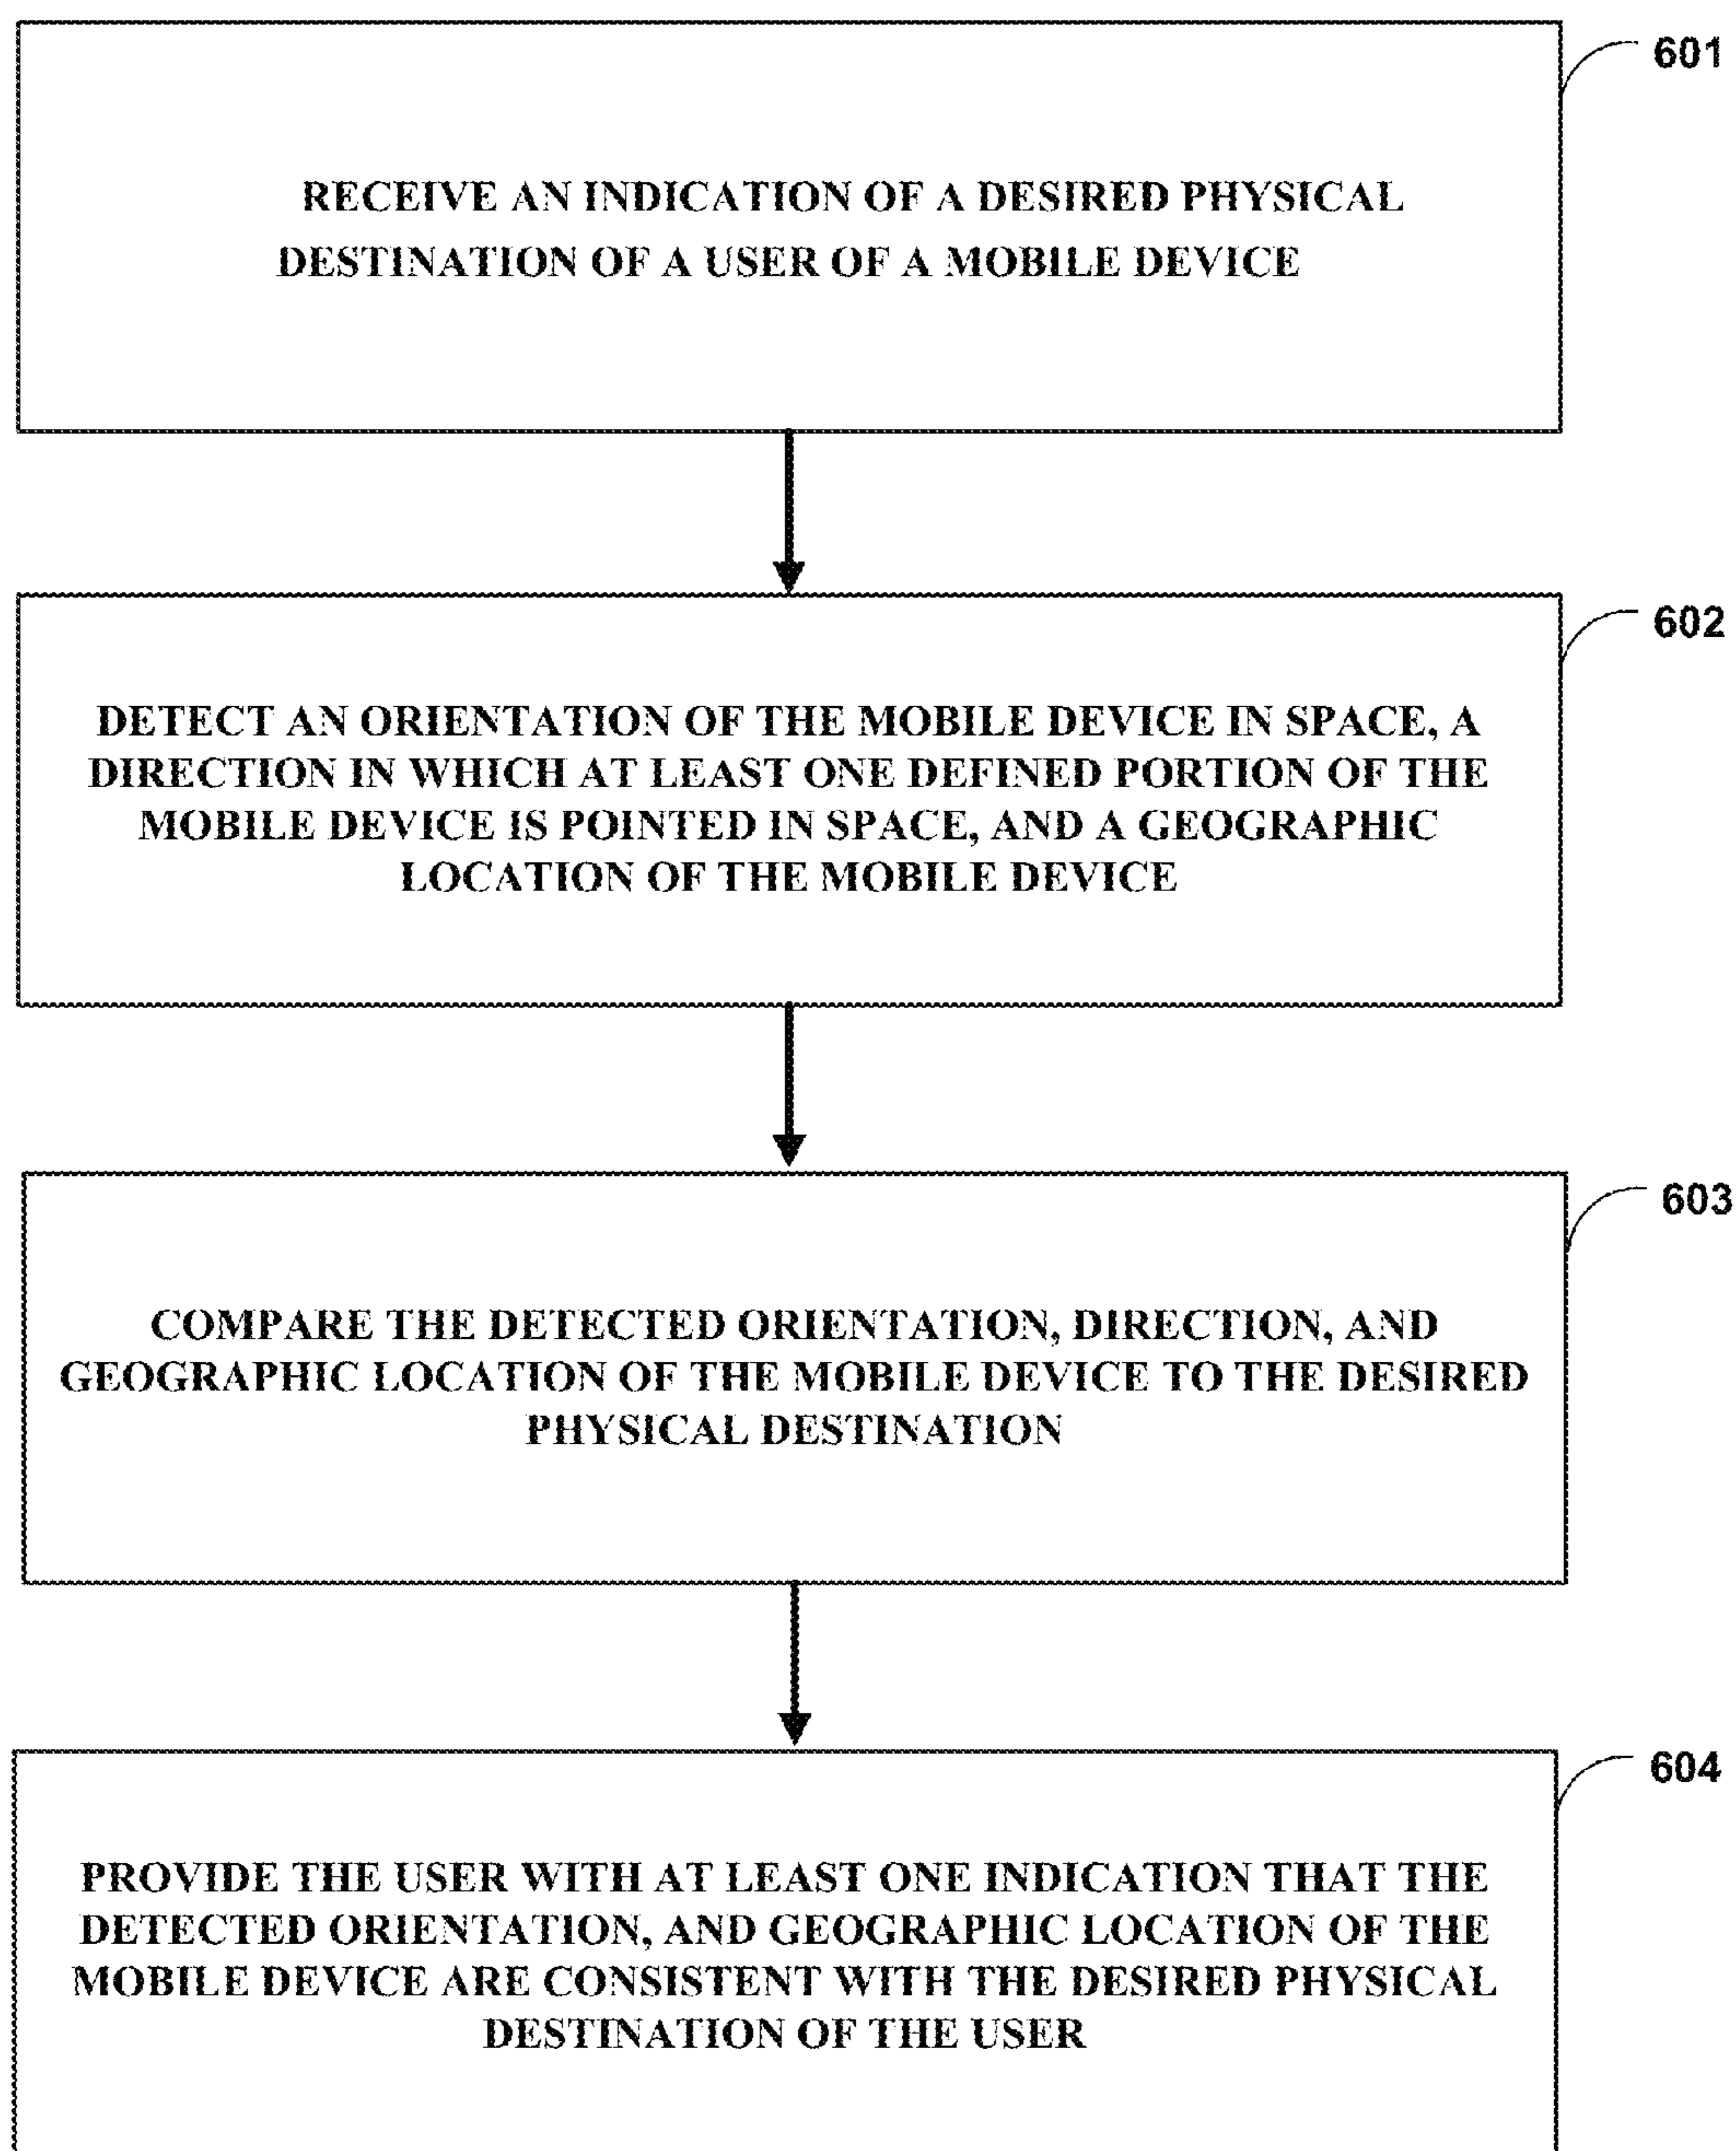 601
RECEIVE AN INDICATION OF A DESIRED PHYSICAL
DESTINATION OF A USER OF A MOBILE DEVICE
602
DETECT AN ORIENTATION OF THE MOBILE DEVICE IN SPACE, A
DIRECTION IN WHICH AT LEAST ONE DEFINED PORTION OF THE
MOBILE DEVICE IS POINTED IN SPACE, AND A GEOGRAPHIC
LOCATION OF THE MOBILE DEVICE
603
COMPARE THE DETECTED ORIENTATION, DIRECTION, AND
GEOGRAPHIC LOCATION OF THE MOBILE DEVICE TO THE DESIRED
PHYSICAL DESTINATION
604
PROVIDE THE USER WITH AT LEAST ONE INDICATION THAT THE
DETECTED ORIENTATION, AND GEOGRAPHIC LOCATION OF THE
MOBILE DEVICE ARE CONSISTENT WITH THE DESIRED PHYSICAL
DESTINATION OF THE USER